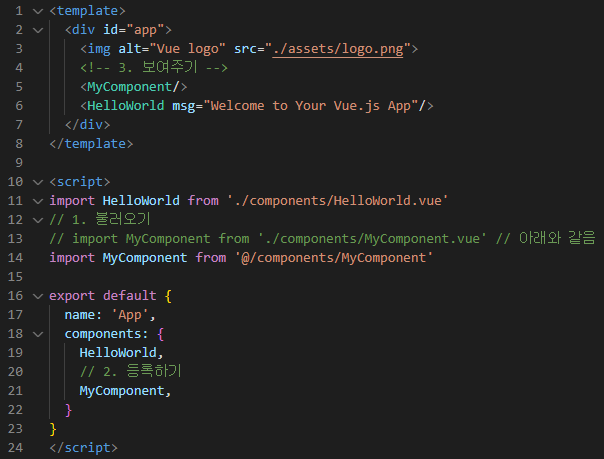 1 <template>
2 <div id="app">
3 <img alt="Vue logo" src="./assets/logo.png">
4 <!-- 3. 보여주기 -->
5 <MyComponent/>
6 <HelloWorld msg="Welcome to Your Vue.js App"/>
7 </div>
8 </template>
9
10 <script>
11 import HelloWorld from './components/HelloWorld.vue'
12 // 1. 불러오기
13 // import MyComponent from './components/MyComponent.vue' // 아래와 같음
14 import MyComponent from '@/components/MyComponent'
15
16 export default {
17 name: 'App',
18 components: {
19 HelloWorld,
20 // 2. 등록하기
21 MyComponent,
22 }
23 }
24 </script>